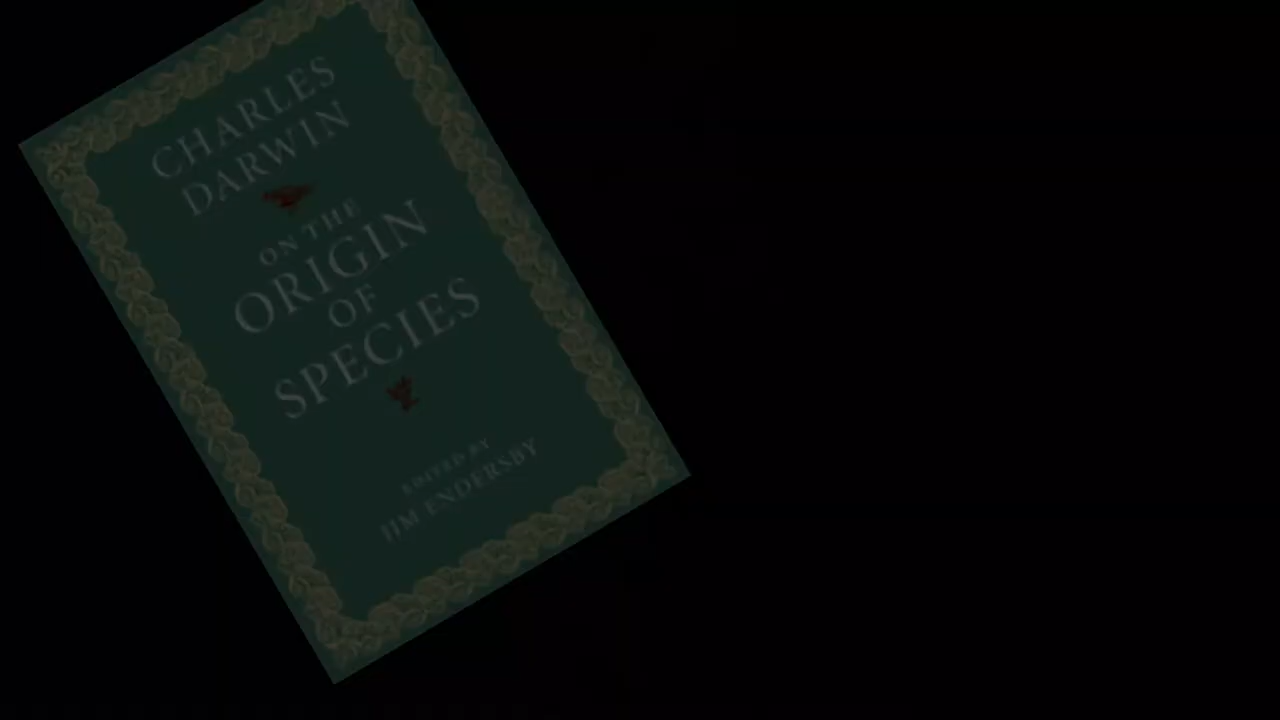 CHARLES
DARWIN
ON THE
ORIGIN
OF
SPECIES
EDITED BY
JIM ENDERSBY